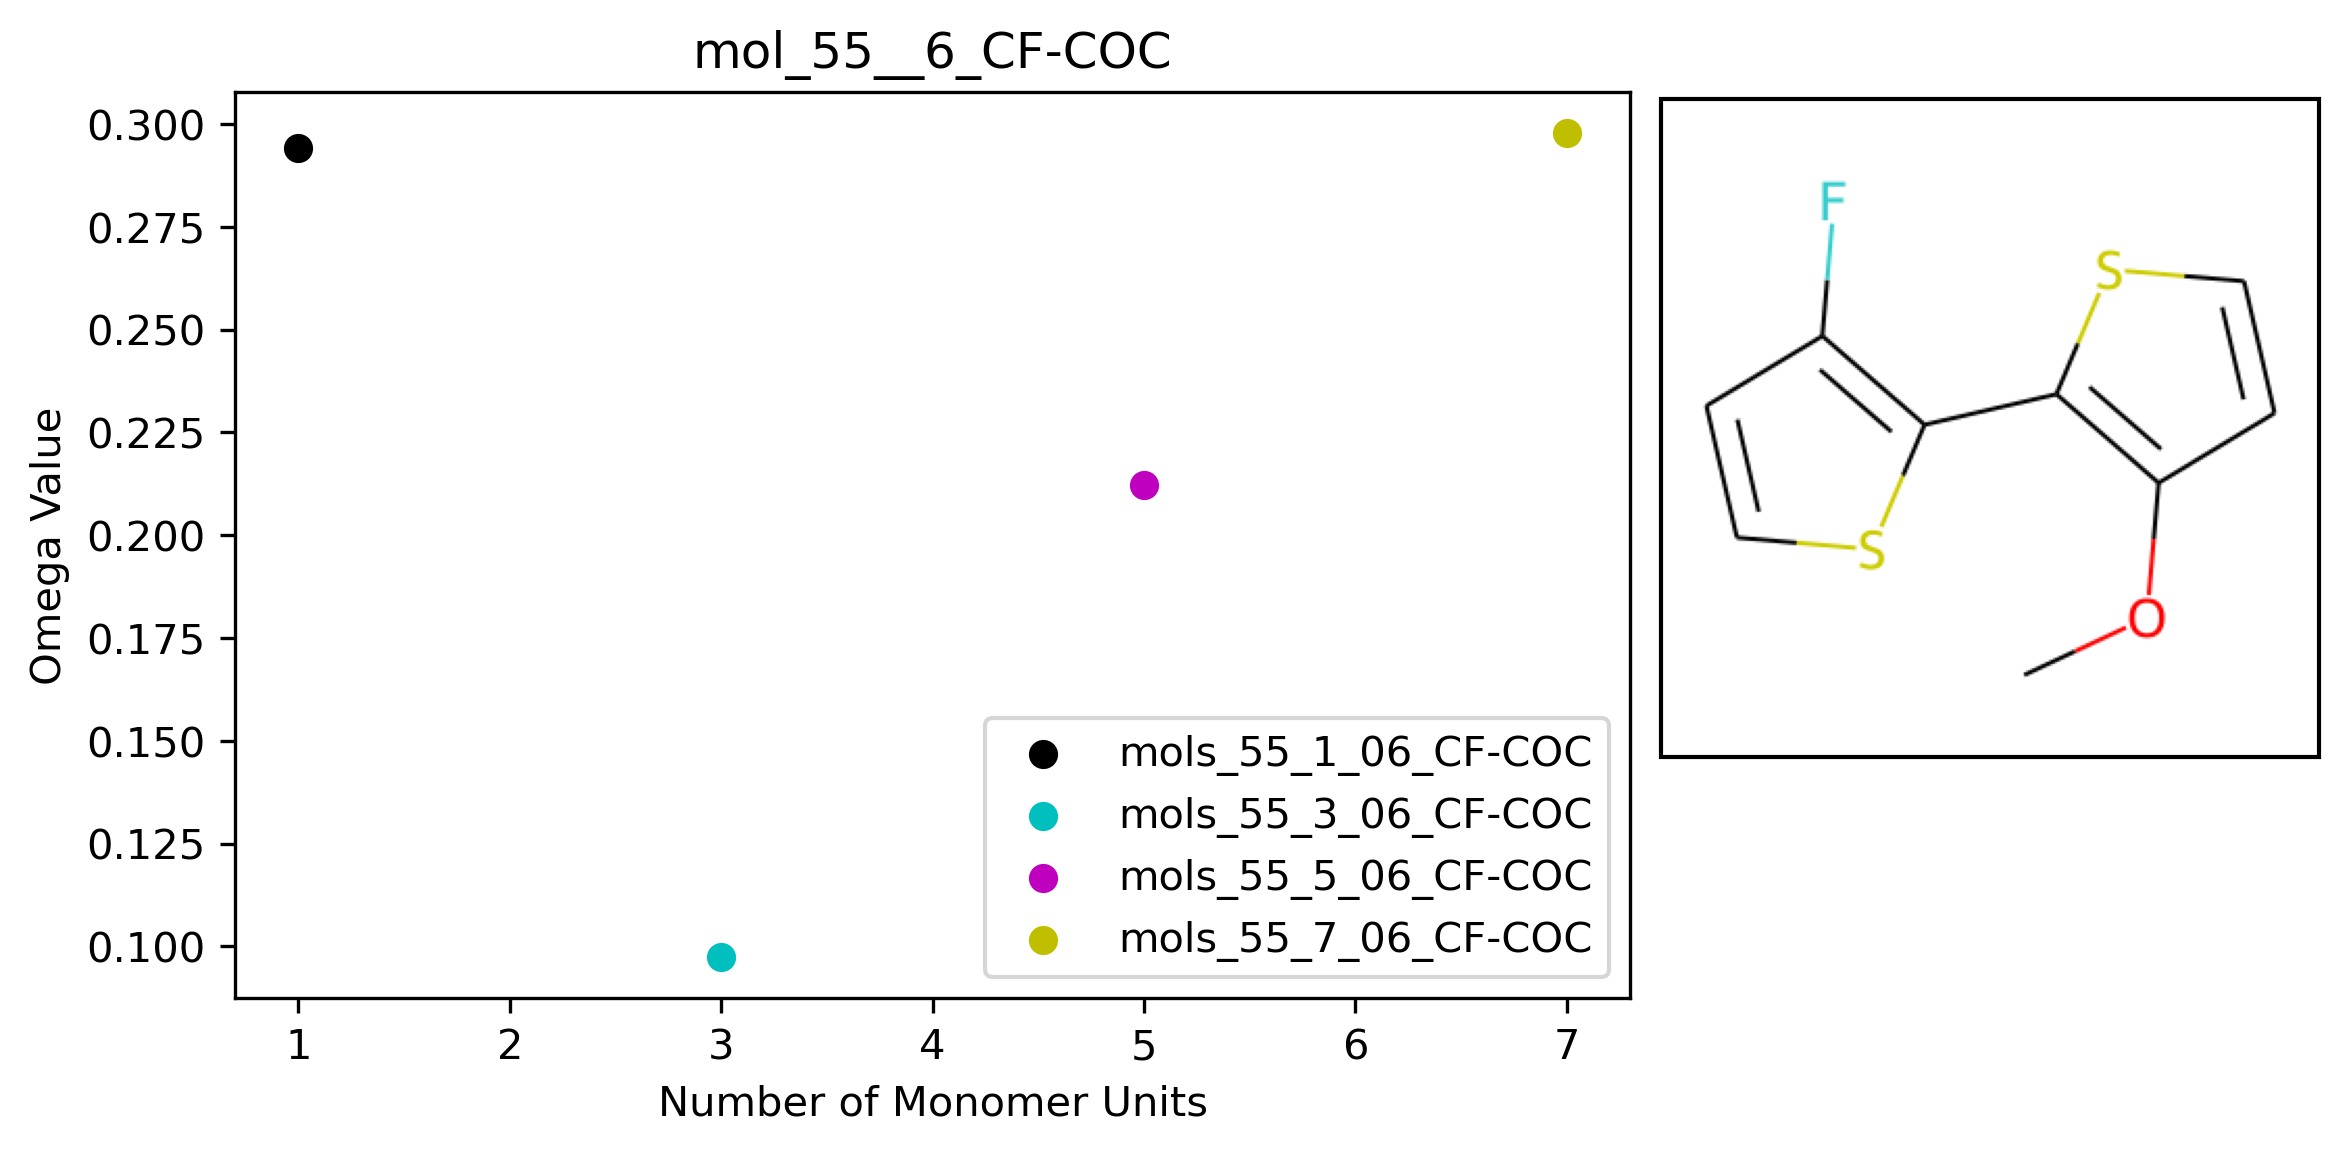 mol_55__6_CF-COC
0.300
0.275
0.250
0.225
0.200
0.175
0.150
0.125
0.100
Omega Value
1 2 3 4 5 6 7
Number of Monomer Units
mols_55_1_06_CF-COC
mols_55_3_06_CF-COC
mols_55_5_06_CF-COC
mols_55_7_06_CF-COC
F
S
S
O